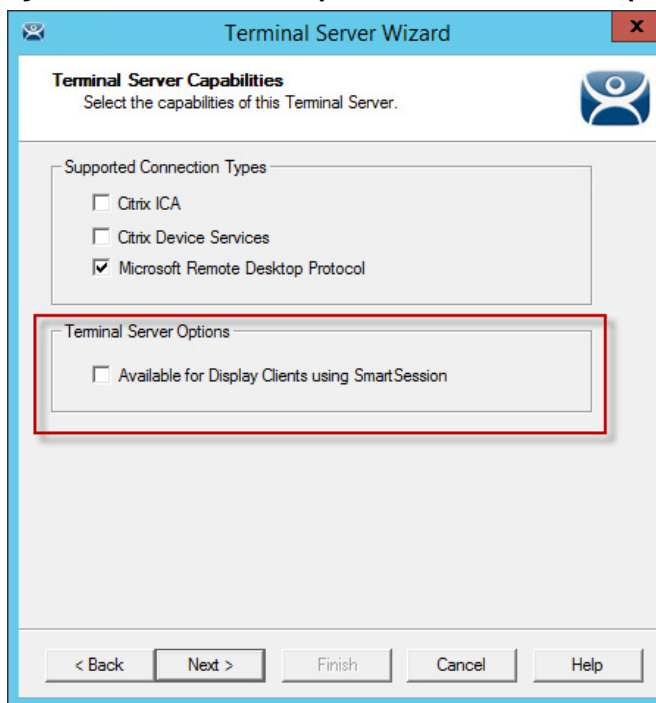 Terminal Server Wizard
x
Terminal Server Capabilities
Select the capabilities of this Terminal Server.
Supported Connection Types
Citrix ICA
Citrix Device Services
Microsoft Remote Desktop Protocol
Terminal Server Options
Available for Display Clients using SmartSession
< Back Next > Finish Cancel Help